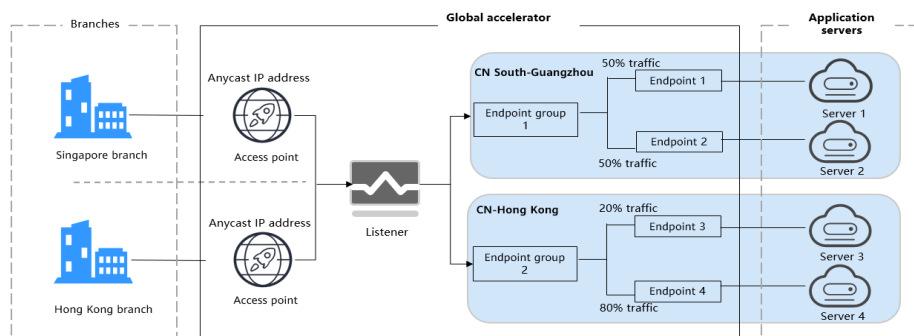 Branches
Global accelerator
Application
servers
Anycast IP address
Access point
Singapore branch
Anycast IP address
Access point
Hong Kong branch
Listener
CN South-Guangzhou
Endpoint group
1
50% traffic
Endpoint 1
Endpoint 2
50% traffic
Server 1
Server 2
CN-Hong Kong
Endpoint group
2
20% traffic
Endpoint 3
Endpoint 4
80% traffic
Server 3
Server 4